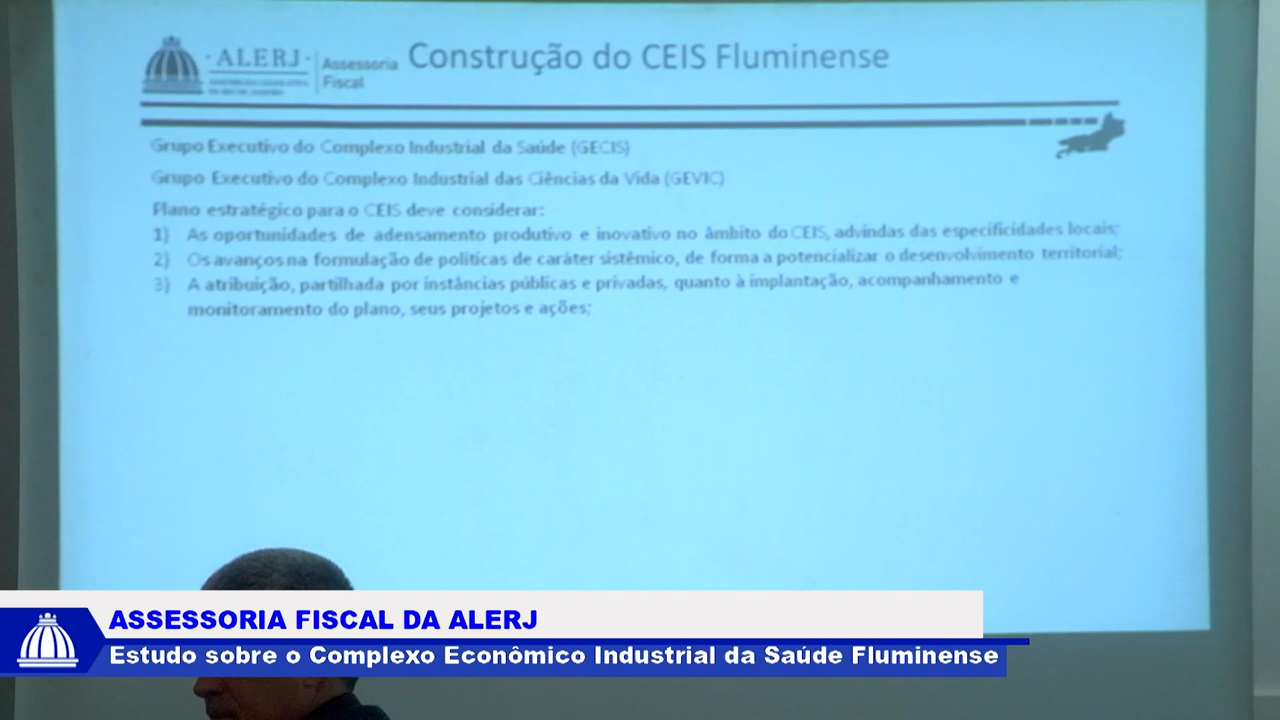 ALERJ
Assessoria
Fiscal
Construção do CEIS Fluminense
Grupo Executivo do Complexo Industrial da Saúde (GECIS)
Grupo Executivo do Complexo Industrial das Ciências da Vida (GEVIC)
Plano estratégico para o CEIS deve considerar:
1) As oportunidades de adensamento produtivo e inovativo no âmbito do CEIS, advindas das especificidades locais;
2) Os avanços na formulação de políticas de caráter sistêmico, de forma a potencializar o desenvolvimento territorial;
3) A atribuição, partilhada por instâncias públicas e privadas, quanto à implantação, acompanhamento e
monitoramento do plano, seus projetos e ações;
ASSESSORIA FISCAL DA ALERJ
Estudo sobre o Complexo Econômico Industrial da Saúde Fluminense